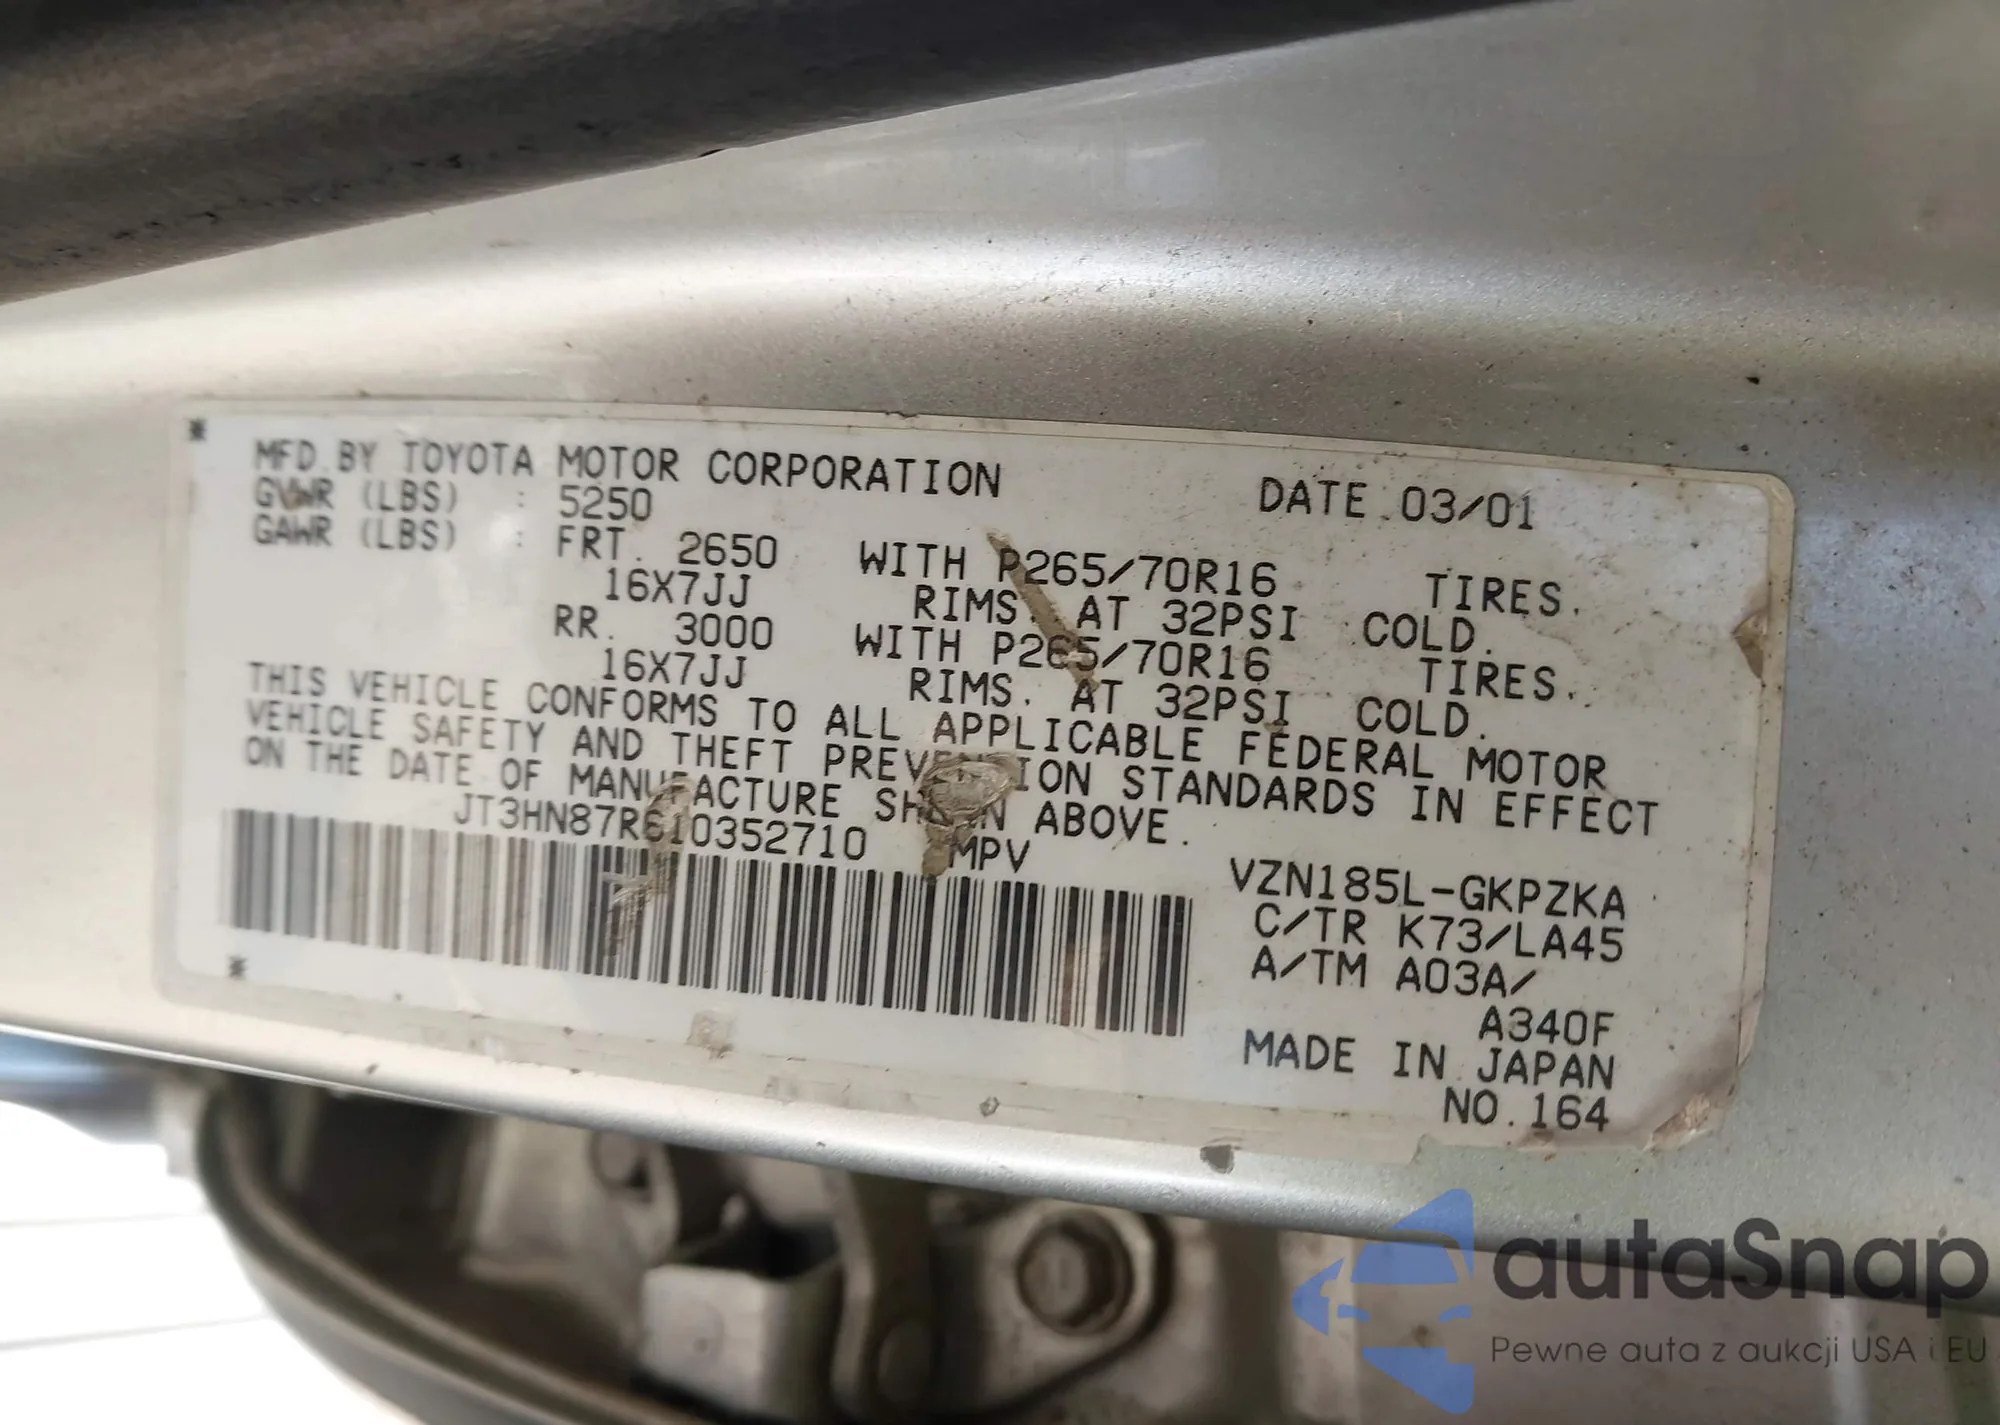 MFD.BY TOYOTA MOTOR CORPORATION DATE 03/01
GVWR (LBS) : 5250
GAWR (LBS) : FRT. 2650 WITH P265/70R16 TIRES.
16X7JJ RIMS. AT 32PSI COLD.
RR. 3000 WITH P265/70R16 TIRES.
16X7JJ RIMS. AT 32PSI COLD.
THIS VEHICLE CONFORMS TO ALL APPLICABLE FEDERAL MOTOR
VEHICLE SAFETY AND THEFT PREVENTION STANDARDS IN EFFECT
ON THE DATE OF MANUFACTURE SHOWN ABOVE.
JT3HN87R610352710 MPV
VZN185L-GKPZKA
C/TR K73/LA45
A/TM A03A/
A340F
MADE IN JAPAN
NO.164
autaSnap
Pewne auta z aukcji USA i EU